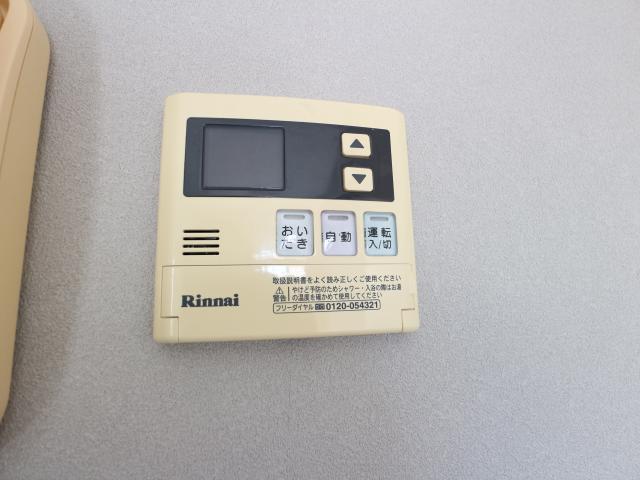 ▲
▼
おい
だき
自動
運転
入/切
Rinnai
取扱説明書をよく読み正しくご使用ください
警告 やけど予防のためシャワー・入浴の際はお湯
の温度を確かめて使用してください
フリーダイヤル 0120-054321